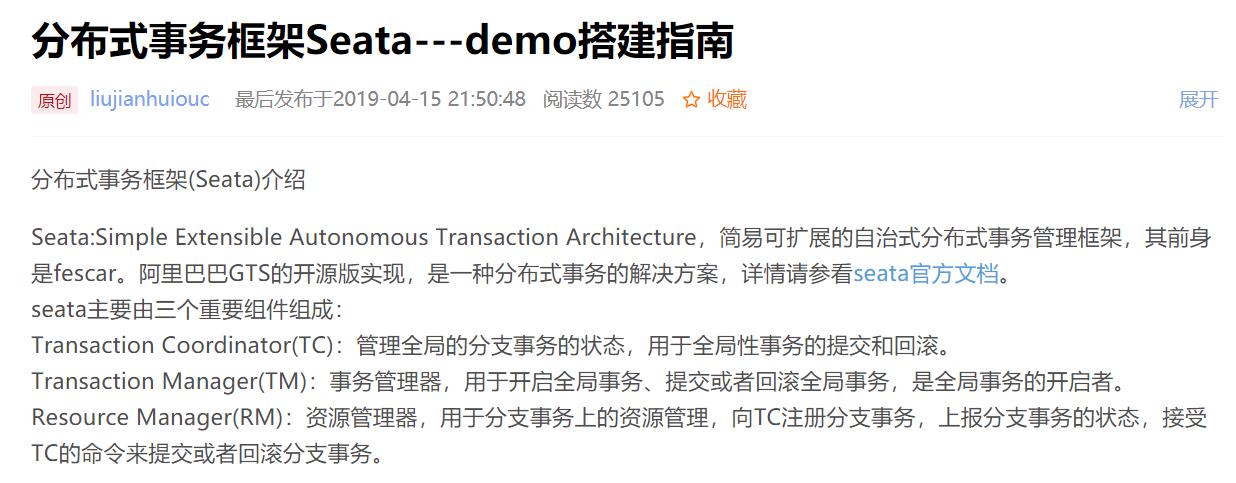 分布式事务框架Seata---demo搭建指南
原创 liujianhuiouc 最后发布于2019-04-15 21:50:48 阅读数 25105 收藏 展开
分布式事务框架(Seata)介绍
Seata:Simple Extensible Autonomous Transaction Architecture，简易可扩展的自治式分布式事务管理框架，其前身
是fescar。阿里巴巴GTS的开源版实现，是一种分布式事务的解决方案，详情请参看seata官方文档。
seata主要由三个重要组件组成：
Transaction Coordinator(TC)：管理全局的分支事务的状态，用于全局性事务的提交和回滚。
Transaction Manager(TM)：事务管理器，用于开启全局事务、提交或者回滚全局事务，是全局事务的开启者。
Resource Manager(RM)：资源管理器，用于分支事务上的资源管理，向TC注册分支事务，上报分支事务的状态，接受
TC的命令来提交或者回滚分支事务。